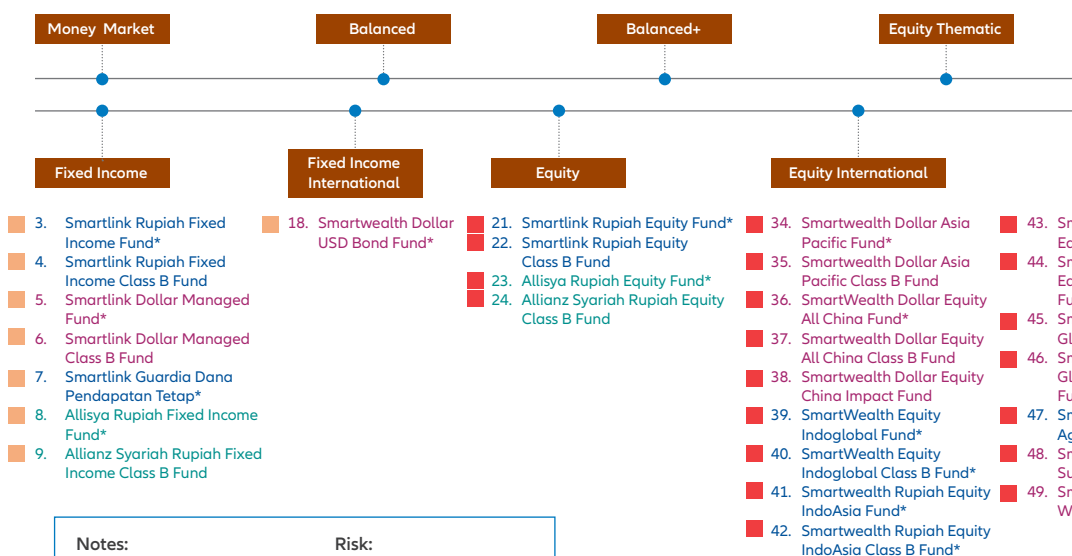 Money Market
Balanced
Balanced+
Equity Thematic
Fixed Income
Fixed Income
International
Equity
Equity International
3. Smartlink Rupiah Fixed
Income Fund*
4. Smartlink Rupiah Fixed
Income Class B Fund
5. Smartlink Dollar Managed
Fund*
6. Smartlink Dollar Managed
Class B Fund
7. Smartlink Guardia Dana
Pendapatan Tetap*
8. Allisya Rupiah Fixed Income
Fund*
9. Allianz Syariah Rupiah Fixed
Income Class B Fund
18. Smartwealth Dollar
USD Bond Fund*
21. Smartlink Rupiah Equity Fund*
22. Smartlink Rupiah Equity
Class B Fund
23. Allisya Rupiah Equity Fund*
24. Allianz Syariah Rupiah Equity
Class B Fund
34. Smartwealth Dollar Asia
Pacific Fund*
35. Smartwealth Dollar Asia
Pacific Class B Fund
36. SmartWealth Dollar Equity
All China Fund*
37. Smartwealth Dollar Equity
All China Class B Fund
38. Smartwealth Dollar Equity
China Impact Fund
39. SmartWealth Equity
Indoglobal Fund*
40. SmartWealth Equity
Indoglobal Class B Fund*
41. Smartwealth Rupiah Equity
IndoAsia Fund*
42. Smartwealth Rupiah Equity
IndoAsia Class B Fund*
43.
44.
45.
46.
47.
48.
49.
Notes:
Risk: